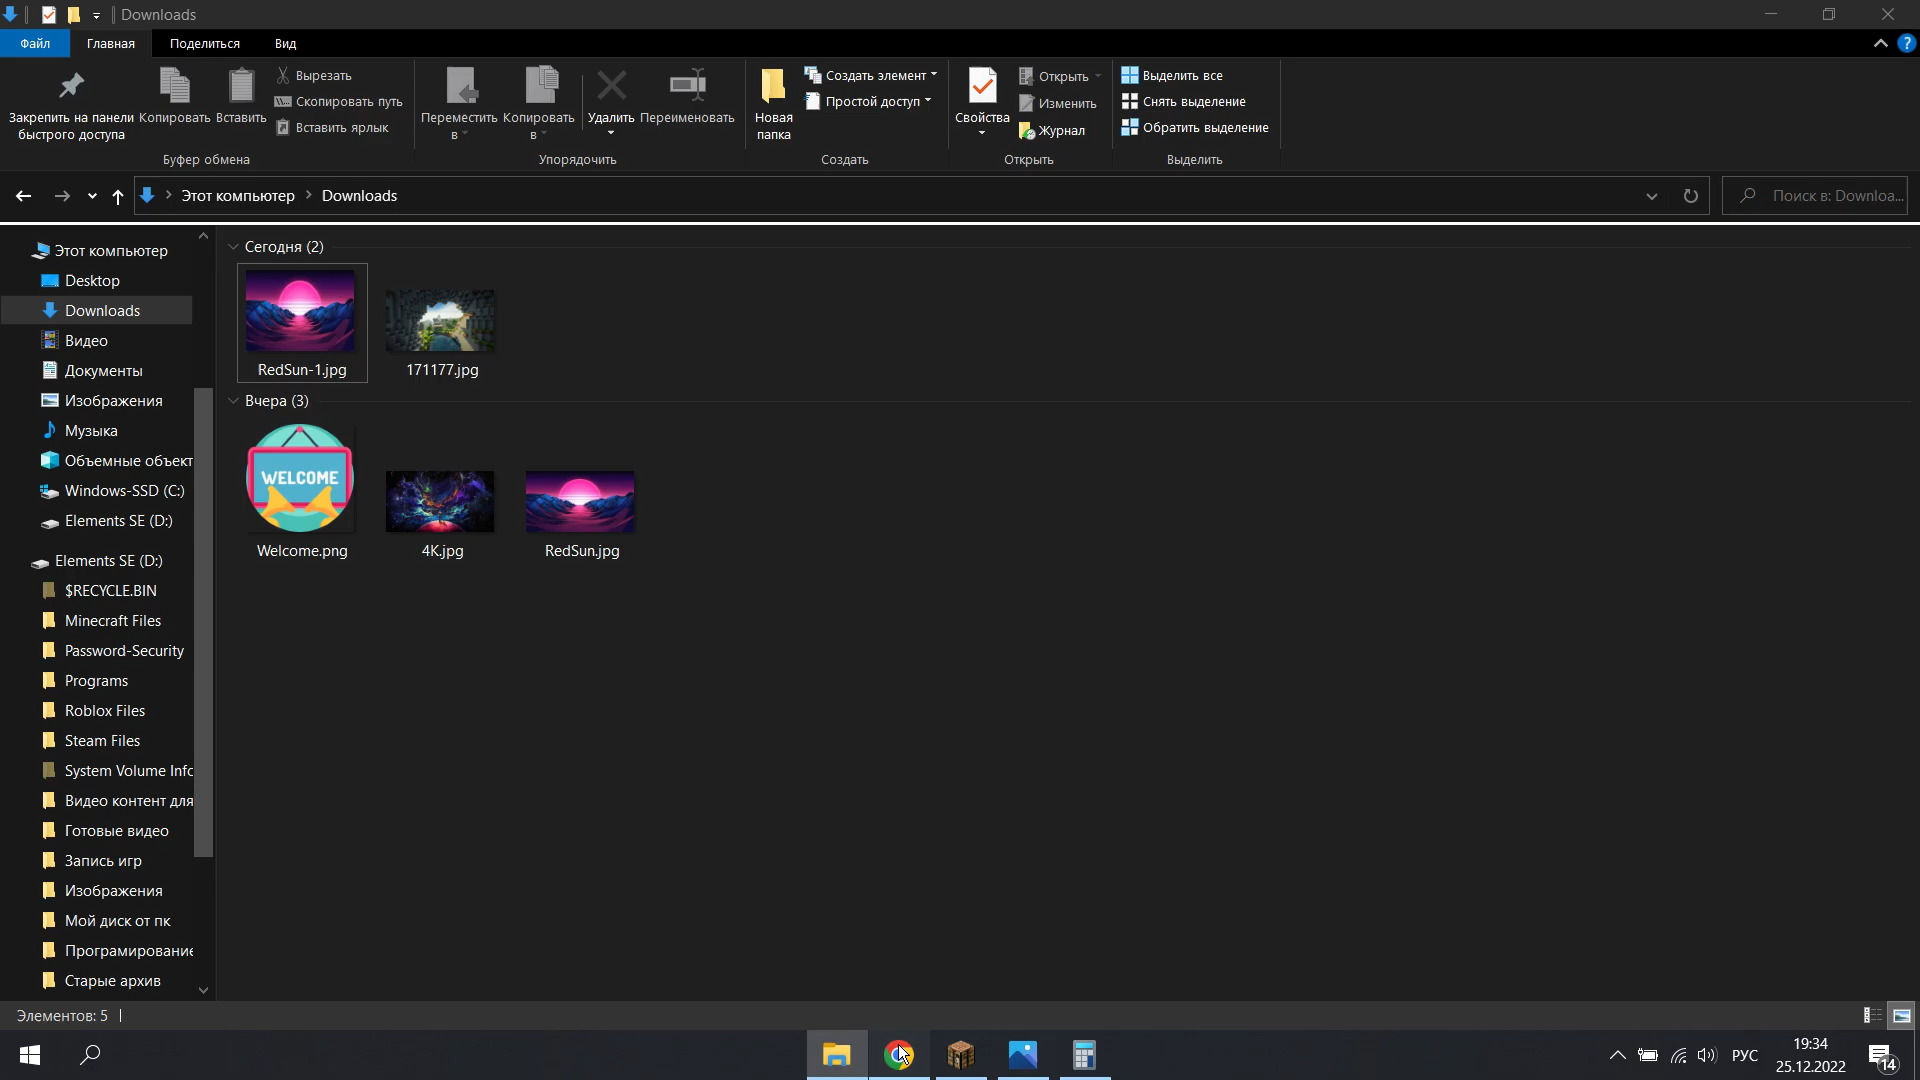 Downloads
Файл
Главная
Поделиться
Вид
Закрепить на панели
быстрого доступа
Копировать
Вставить
Вырезать
Скопировать путь
Вставить ярлык
Буфер обмена
Переместить
в
Копировать
в
Удалить
Переименовать
Упорядочить
Новая
папка
Создать элемент
Простой доступ
Создать
Свойства
Открыть
Изменить
Журнал
Открыть
Выделить все
Снять выделение
Обратить выделение
Выделить
Этот компьютер
Downloads
Поиск в: Downloa...
Этот компьютер
Desktop
Downloads
Видео
Документы
Изображения
Музыка
Объемные объект
Windows-SSD (C:)
Elements SE (D:)
Elements SE (D:)
$RECYCLE.BIN
Minecraft Files
Password-Security
Programs
Roblox Files
Steam Files
System Volume Info
Видео контент для
Готовые видео
Запись игр
Изображения
Мой диск от пк
Програмирование
Старые архив
Сегодня (2)
RedSun-1.jpg
171177.jpg
Вчера (3)
WELCOME
Welcome.png
4K.jpg
RedSun.jpg
Элементов: 5
РУС
19:34
25.12.2022
14